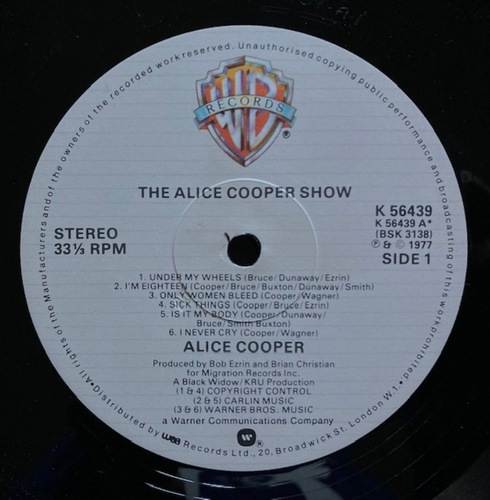 All rights of the Manufacturers and of the owners of the recorded work reserved. Unauthorised copying public performance and broadcasting of this work prohibited
WB
RECORDS
®
THE ALICE COOPER SHOW
STEREO
33⅓ RPM
K 56439
K 56439 A*
(BSK 3138)
℗ & © 1977
SIDE 1
1. UNDER MY WHEELS (Bruce/Dunaway/Ezrin)
2. I'M EIGHTEEN (Cooper/Bruce/Buxton/Dunaway/Smith)
3. ONLY WOMEN BLEED (Cooper/Wagner)
4. SICK THINGS (Cooper/Bruce/Ezrin)
5. IS IT MY BODY (Cooper/Dunaway/
Bruce/Smith Buxton)
6. I NEVER CRY (Cooper/Wagner)
ALICE COOPER
Produced by Bob Ezrin and Brian Christian
for Migration Records Inc.
A Black Widow/KRU Production
(1 & 4) COPYRIGHT CONTROL
(2 & 5) CARLIN MUSIC
(3 & 6) WARNER BROS. MUSIC
a Warner Communications Company
•Distributed by wea Records Ltd., 20, Broadwick St. London W1.•